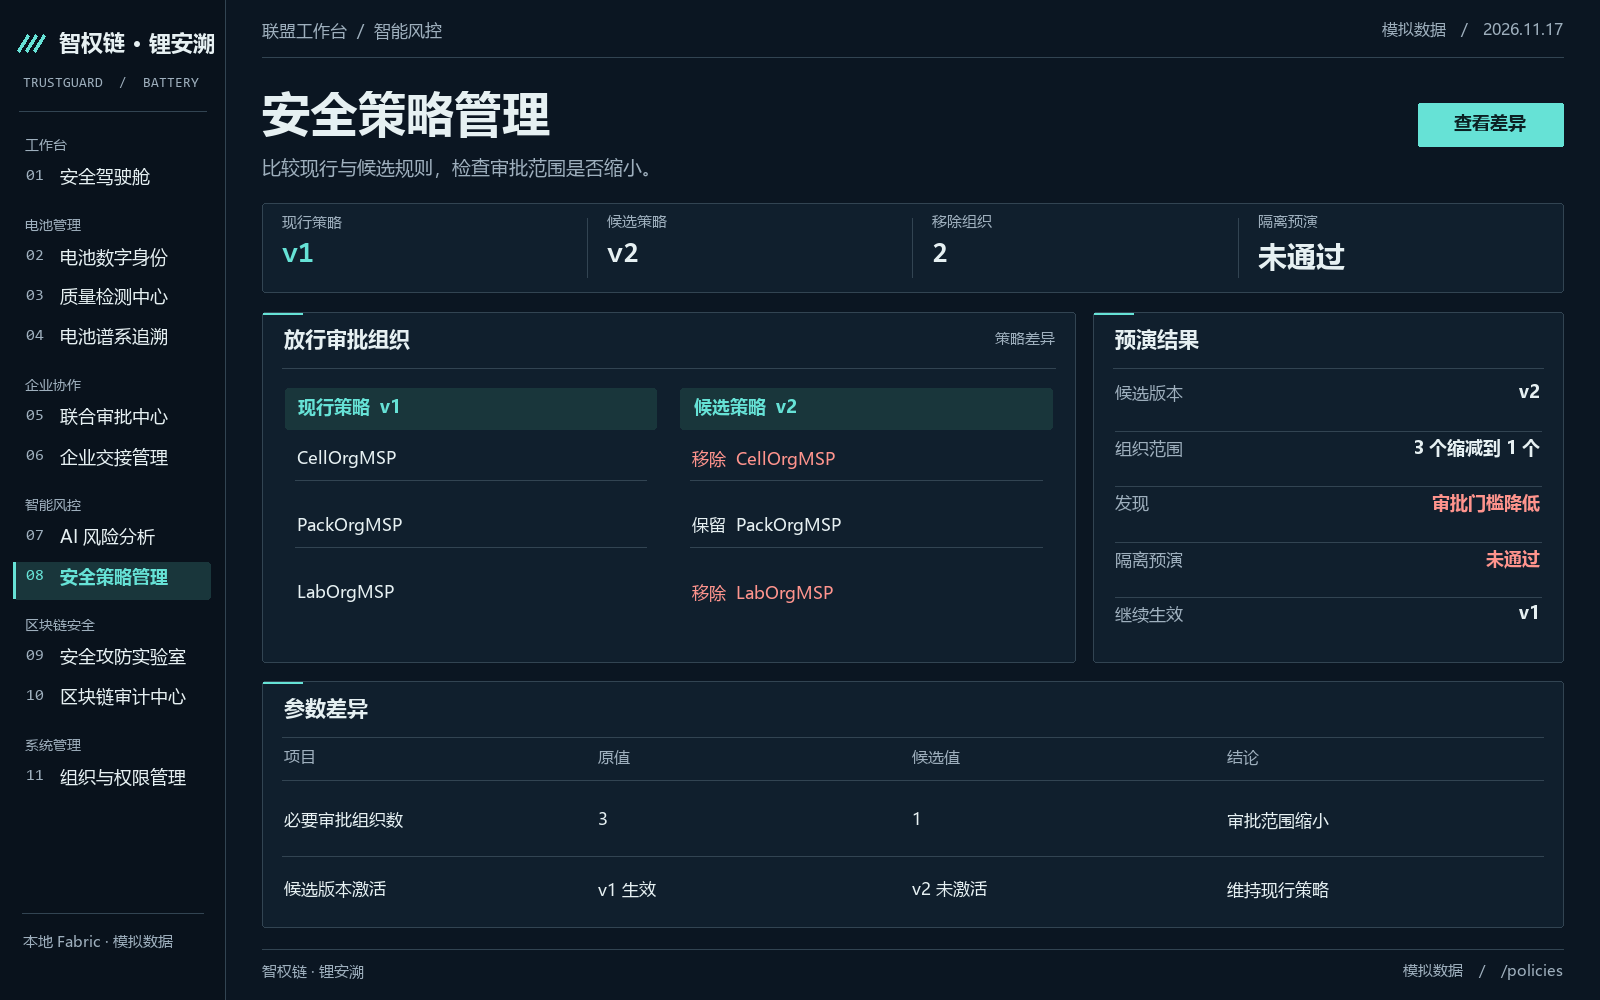 智权链·锂安溯
TRUSTGUARD / BATTERY
工作台
01 安全驾驶舱
电池管理
02 电池数字身份
03 质量检测中心
04 电池谱系追溯
企业协作
05 联合审批中心
06 企业交接管理
智能风控
07 AI 风险分析
08 安全策略管理
区块链安全
09 安全攻防实验室
10 区块链审计中心
系统管理
11 组织与权限管理
本地 Fabric · 模拟数据
联盟工作台 / 智能风控
模拟数据 / 2026.11.17
安全策略管理
查看差异
比较现行与候选规则，检查审批范围是否缩小。
现行策略 候选策略 移除组织 隔离预演
v1 v2 2 未通过
放行审批组织 策略差异
现行策略 v1 候选策略 v2
CellOrgMSP 移除 CellOrgMSP
PackOrgMSP 保留 PackOrgMSP
LabOrgMSP 移除 LabOrgMSP
预演结果
候选版本 v2
组织范围 3 个缩减到 1 个
发现 审批门槛降低
隔离预演 未通过
继续生效 v1
参数差异
项目 原值 候选值 结论
必要审批组织数 3 1 审批范围缩小
候选版本激活 v1 生效 v2 未激活 维持现行策略
智权链 · 锂安溯
模拟数据 / /policies